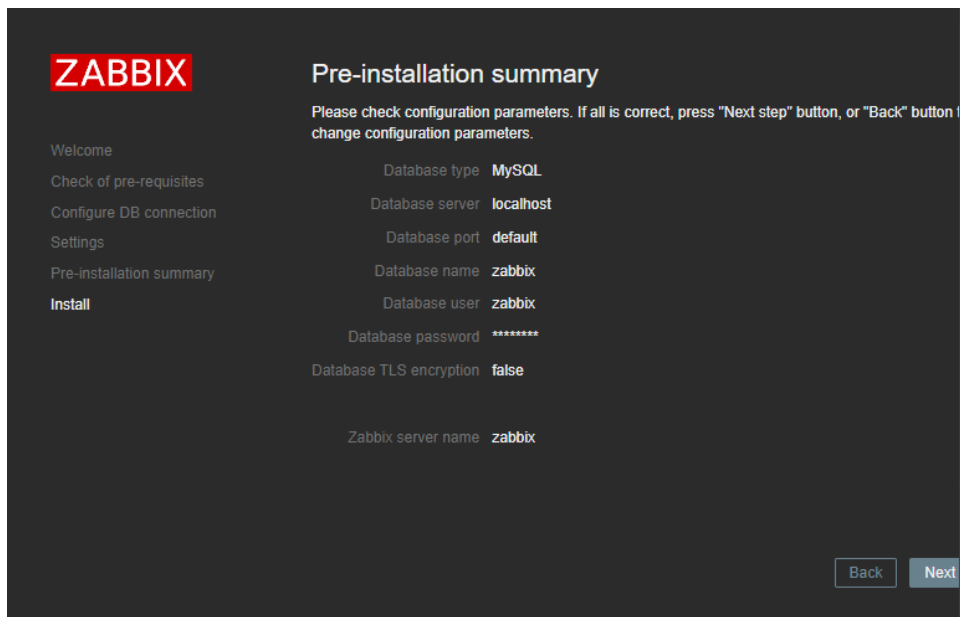 ZABBIX
Welcome
Check of pre-requisites
Configure DB connection
Settings
Pre-installation summary
Install
Pre-installation summary
Please check configuration parameters. If all is correct, press "Next step" button, or "Back" button
change configuration parameters.
Database type MySQL
Database server localhost
Database port default
Database name zabbix
Database user zabbix
Database password ********
Database TLS encryption false
Zabbix server name zabbix
Back
Next